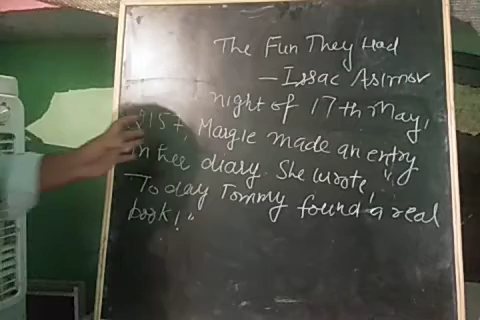 The Fun They Had
- Issac Asimov
night of 17th May,
2157, Margie made an entry
in her diary. She wrote, "
Today Tommy found a real
book!"